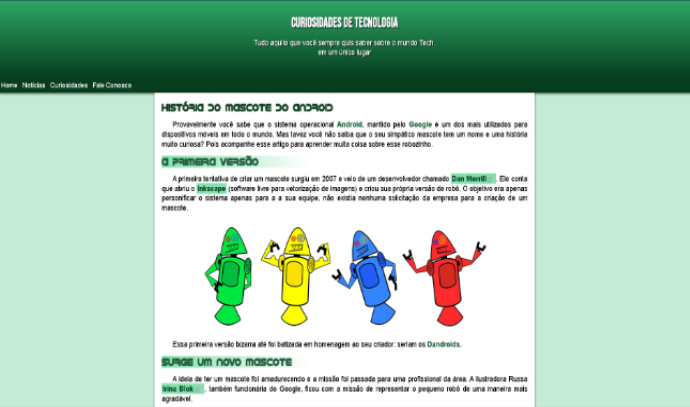 CURIOSIDADES DE TECNOLOGIA
Tudo aquilo que você sempre quis saber sobre o mundo Tech,
em um único lugar
Home Notícias Curiosidades Fale Conosco
História do Mascote do Android
Provavelmente você sabe que o sistema operacional Android, mantido pelo Google é um dos mais utilizados para
dispositivos móveis em todo o mundo. Mas tavez você não saiba que o seu simpático mascote tem um nome e uma história
muito curiosa? Pois acompanhe esse artigo para aprender muita coisa sobre esse robozinho.
A primeira versão
A primeira tentativa de criar um mascote surgiu em 2007 e veio de um desenvolvedor chamado Dan Morrill. Ele conta
que abriu o Inkscape (software livre para vetorização de imagens) e criou sua própria versão de robô. O objetivo era apenas
personificar o sistema apenas para a a sua equipe, não existia nenhuma solicitação da empresa para a criação de um
mascote.
Essa primeira versão bizarra até foi batizada em homenagem ao seu criador: seriam os Dandroids.
Surge um novo mascote
A ideia de ter um mascote foi amadurecendo e a missão foi passada para uma profissional da área. A ilustradora Russa
Irina Blok, também funcionária do Google, ficou com a missão de representar o pequeno robô de uma maneira mais
agradável.